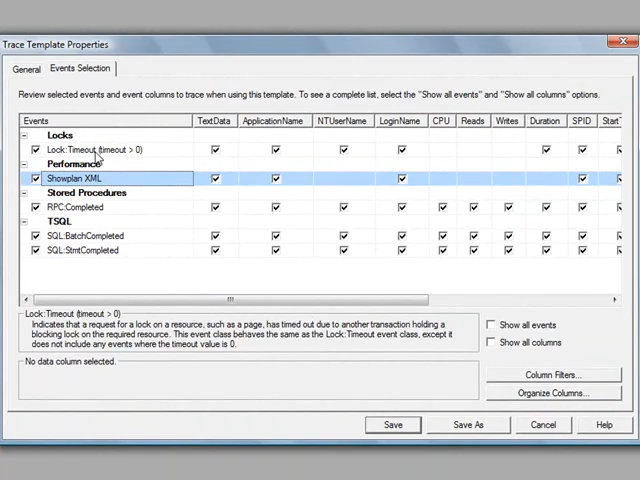 Trace Template Properties
General
Events Selection
Review selected events and event columns to trace when using this template. To see a complete list, select the "Show all events" and "Show all columns" options.
Events TextData ApplicationName NTUserName LoginName CPU Reads Writes Duration SPID
Locks
Lock:Timeout (timeout > 0)
Performance
Showplan XML
Stored Procedures
RPC:Completed
TSQL
SQL:BatchCompleted
SQL:StmtCompleted
Lock:Timeout (timeout > 0)
Indicates that a request for a lock on a resource, such as a page, has timed out due to another transaction holding a
blocking lock on the required resource. This event class behaves the same as the Lock:Timeout event class, except it
does not include any events where the timeout value is 0.
Show all events
Show all columns
No data column selected.
Column Filters...
Organize Columns...
Save Save As Cancel Help